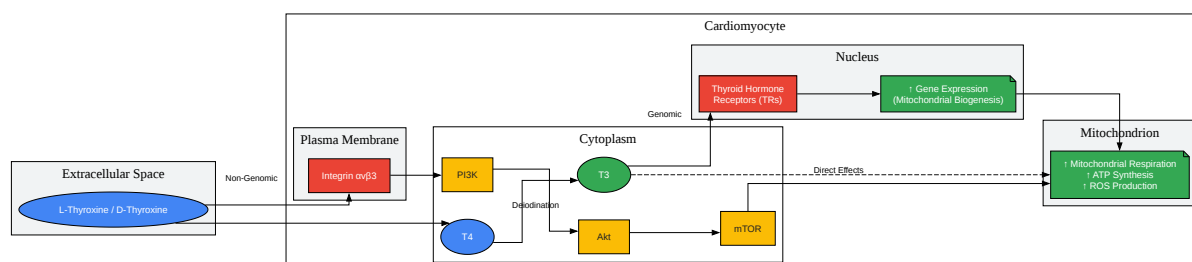 Cardiomyocyte
Nucleus
Thyroid Hormone
Receptors (TRs)
↑ Gene Expression
(Mitochondrial Biogenesis)
Genomic
Plasma Membrane
Integrin αvβ3
Cytoplasm
PI3K
T3
Deiodination
T4
Akt
mTOR
Extracellular Space
L-Thyroxine / D-Thyroxine
Non-Genomic
Direct Effects
Mitochondrion
↑ Mitochondrial Respiration
↑ ATP Synthesis
↑ ROS Production